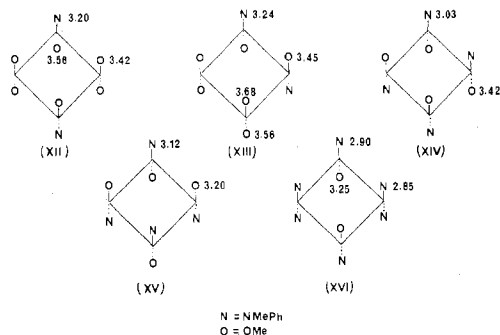 N 3.20
O
3.56
O O 3.42
O O
O
N
(XII)
N 3.24
O
O O 3.45
O N
3.68
O
O 3.56
(XIII)
N 3.03
O
O N
N O 3.42
O
N
(XIV)
N 3.12
O
O O 3.20
N N
N
O
(XV)
N 2.90
O
3.25
N N 2.85
N N
O
N
(XVI)
N = NMePh
O = OMe